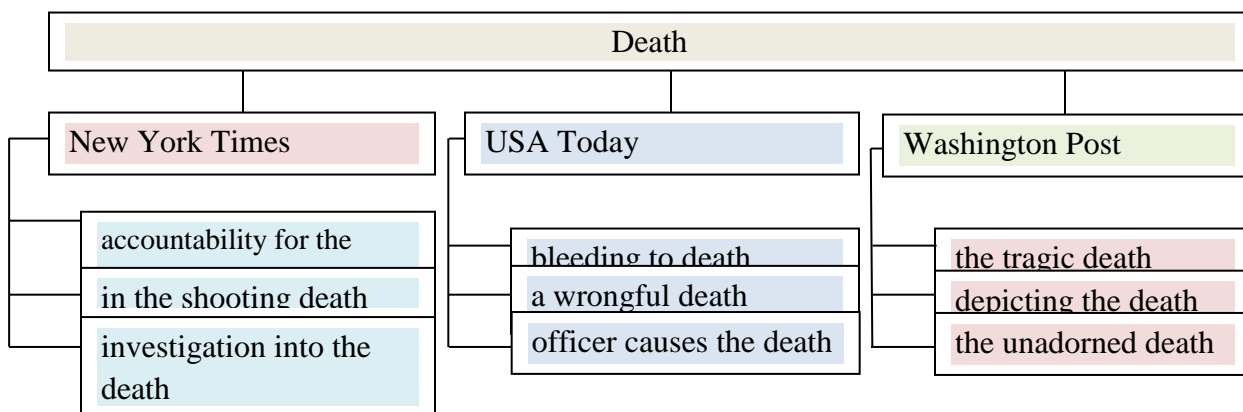 Death
New York Times
accountability for the
in the shooting death
investigation into the
death
USA Today
bleeding to death
a wrongful death
officer causes the death
Washington Post
the tragic death
depicting the death
the unadorned death